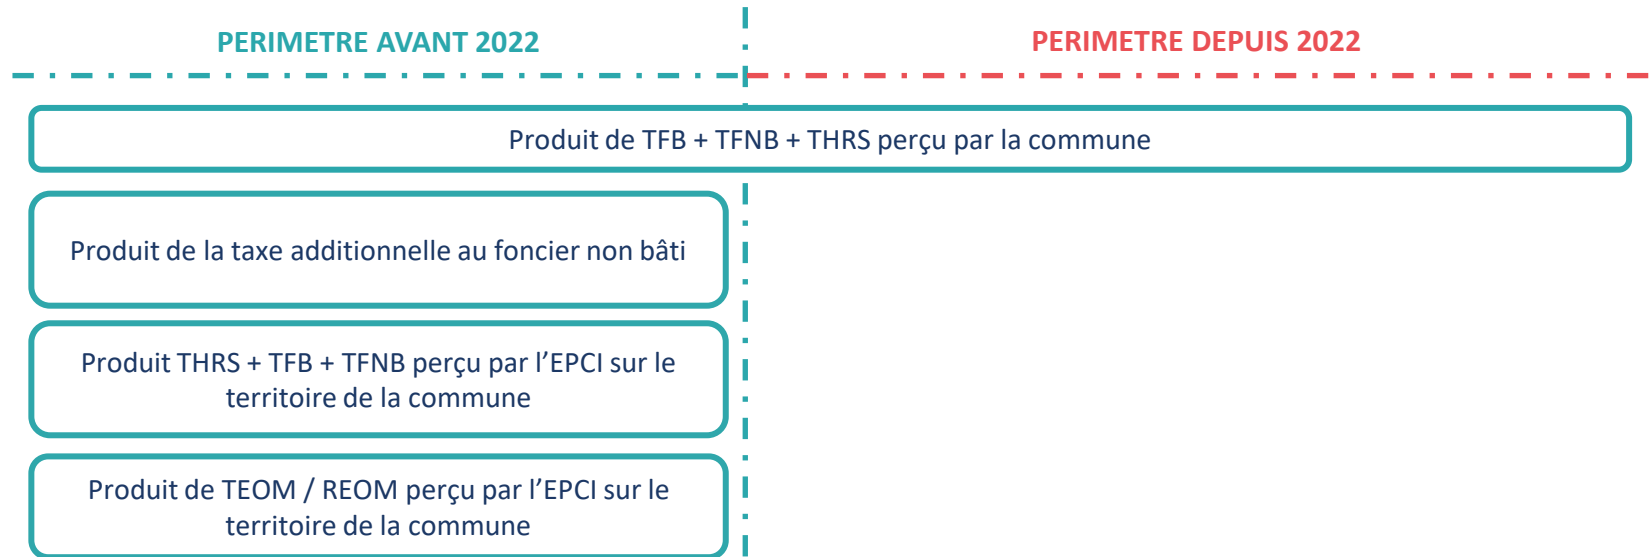 PERIMETRE AVANT 2022
PERIMETRE DEPUIS 2022
Produit de TFB + TFNB + THRS perçu par la commune
Produit de la taxe additionnelle au foncier non bâti
Produit THRS + TFB + TFNB perçu par l’EPCI sur le
territoire de la commune
Produit de TEOM / REOM perçu par l’EPCI sur le
territoire de la commune